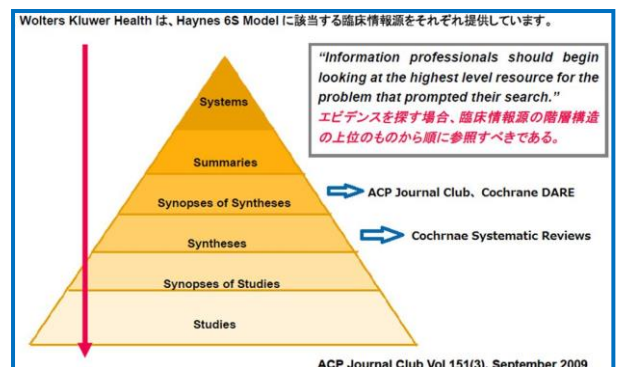 Wolters Kluwer Health は、Haynes 6S Model に該当する臨床情報源をそれぞれ提供しています。
“Information professionals should begin
looking at the highest level resource for the
problem that prompted their search.”
エビデンスを探す場合、臨床情報源の階層構造
の上位のものから順に参照すべきである。
Systems
Summaries
Synopses of Syntheses
ACP Journal Club、Cochrane DARE
Syntheses
Cochrnae Systematic Reviews
Synopses of Studies
Studies
ACP Journal Club Vol 151(3), September 2009